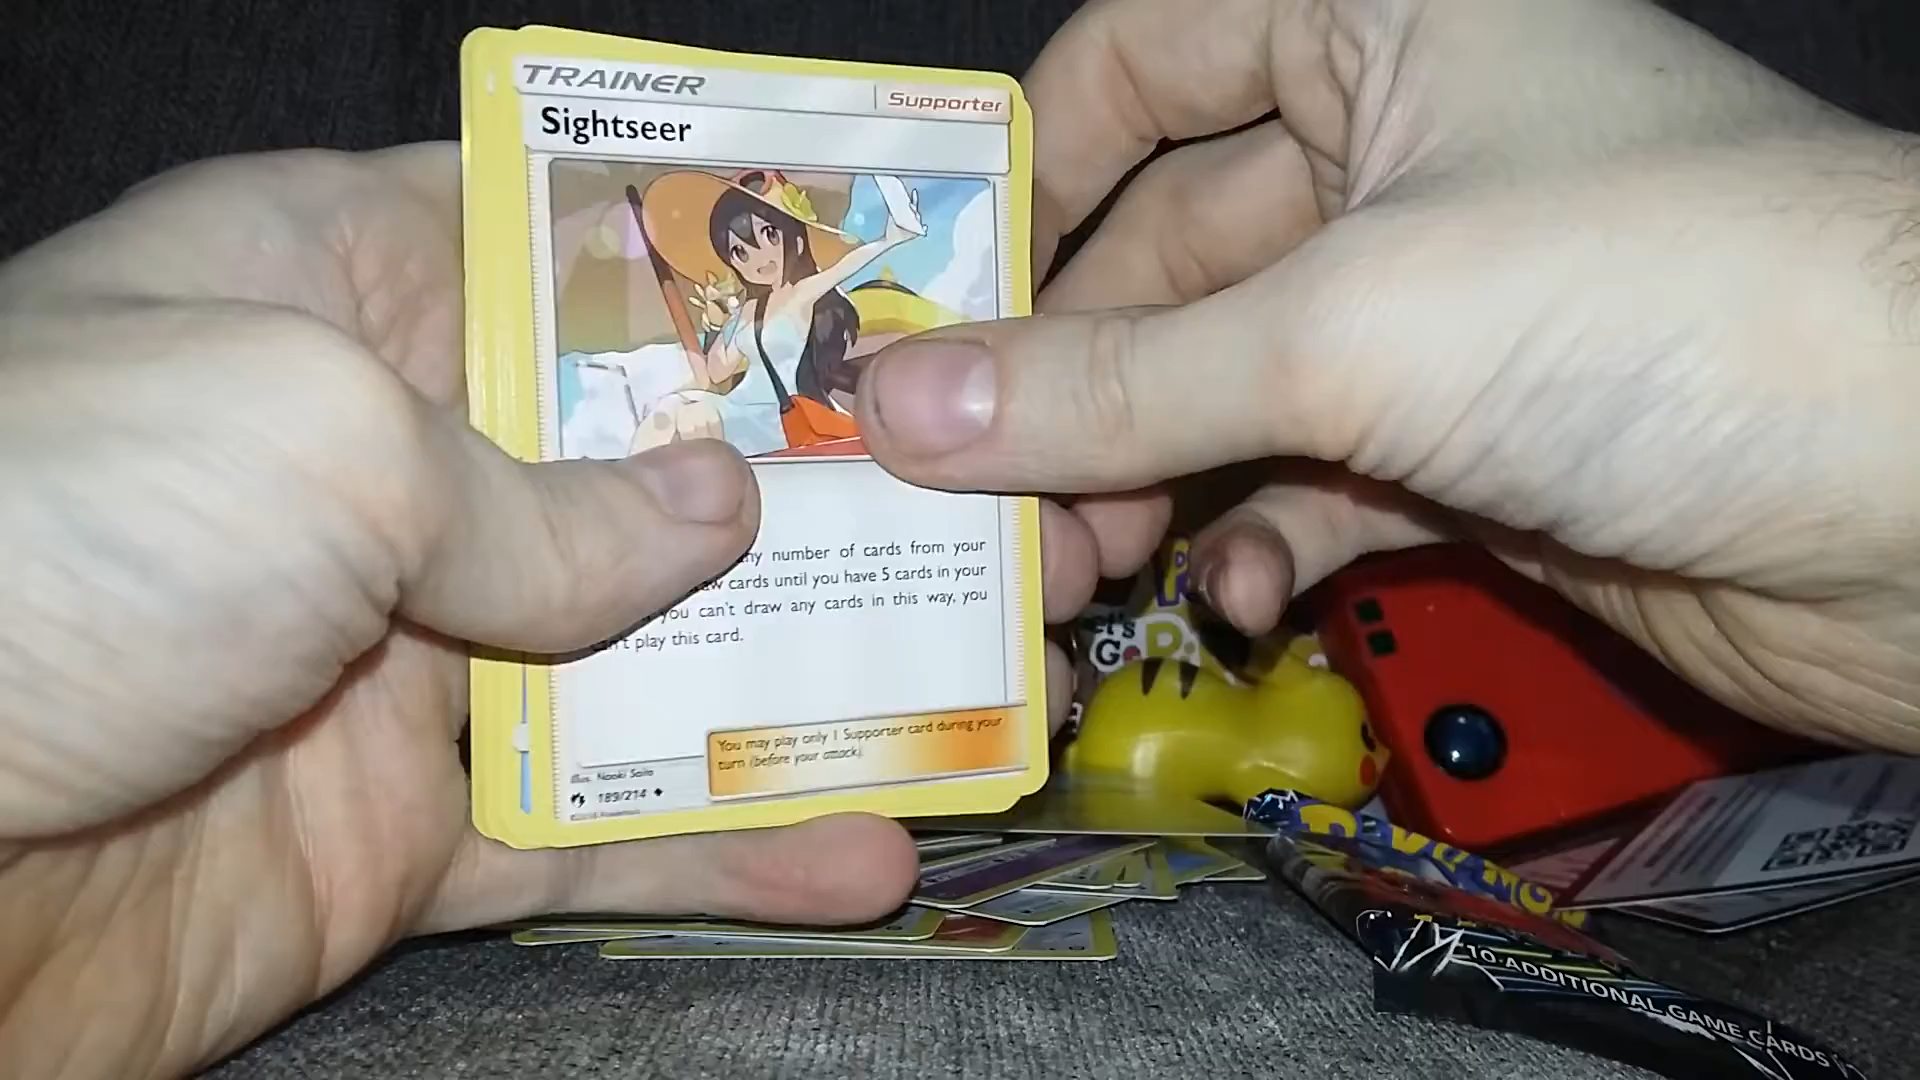 TRAINER
Supporter
Sightseer
number of cards from your
cards until you have 5 cards in your
you can't draw any cards in this way, you
play this card.
You may play only 1 Supporter card during your
turn (before your attack).
Illus. Naoki Saito
189/214
Let's
Go
10 ADDITIONAL GAME CARDS